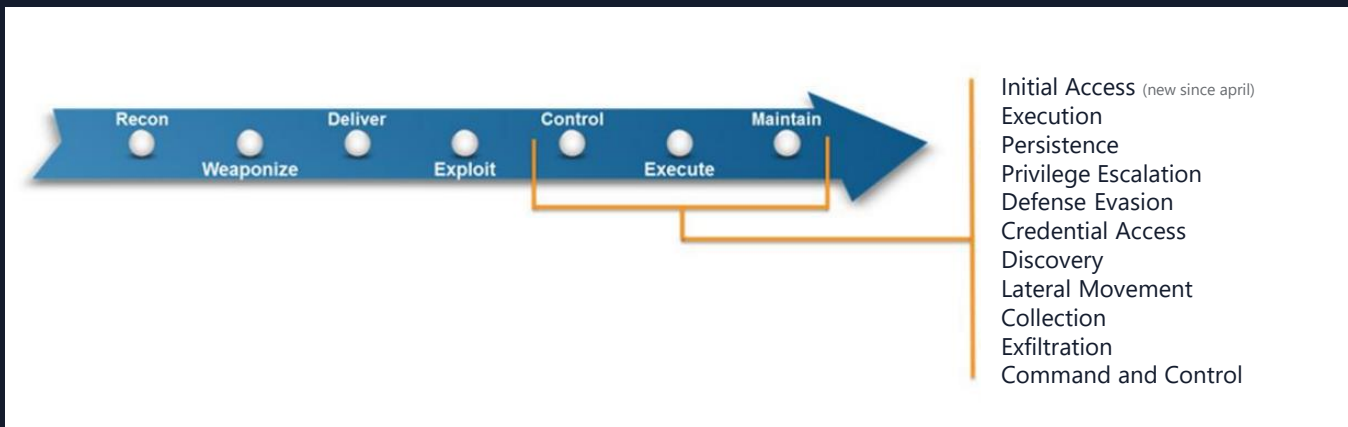 Recon
Weaponize
Deliver
Exploit
Control
Execute
Maintain
Initial Access (new since april)
Execution
Persistence
Privilege Escalation
Defense Evasion
Credential Access
Discovery
Lateral Movement
Collection
Exfiltration
Command and Control